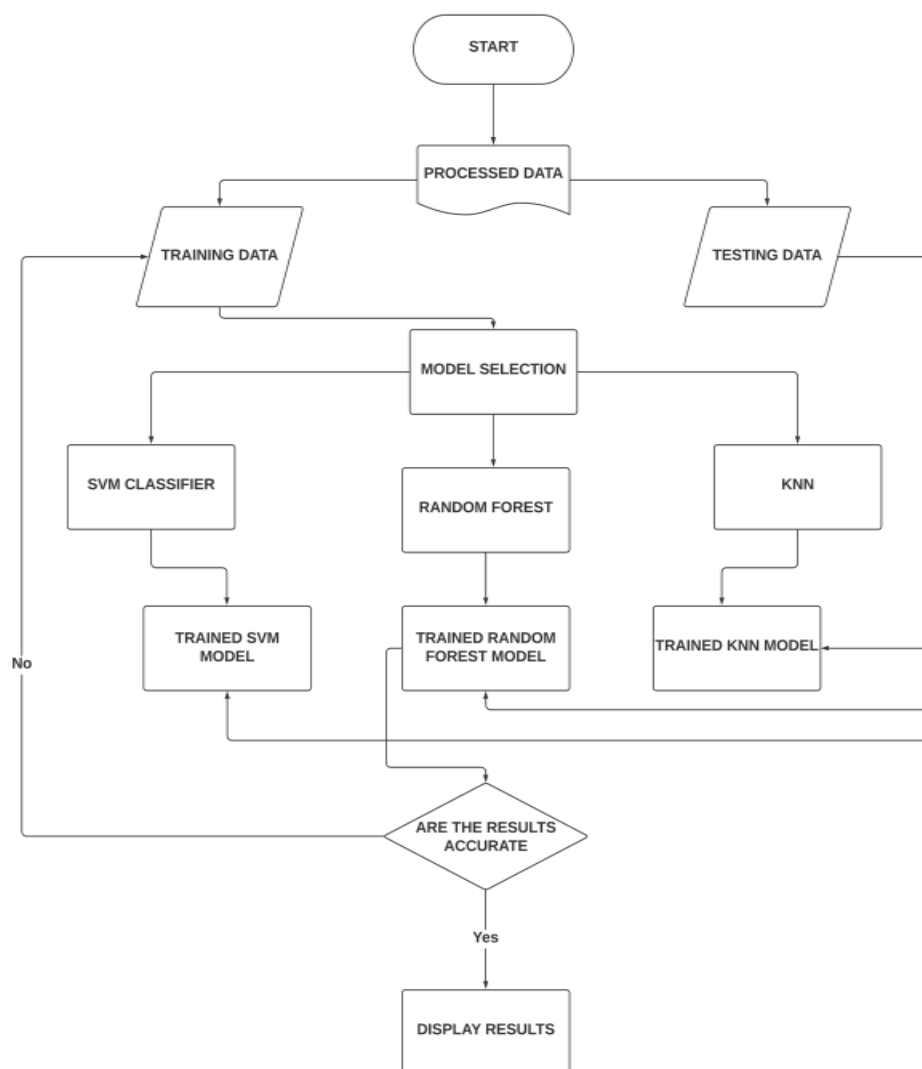 START
PROCESSED DATA
TRAINING DATA
TESTING DATA
MODEL SELECTION
SVM CLASSIFIER
RANDOM FOREST
KNN
TRAINED SVM
MODEL
TRAINED RANDOM
FOREST MODEL
TRAINED KNN MODEL
No
ARE THE RESULTS
ACCURATE
Yes
DISPLAY RESULTS